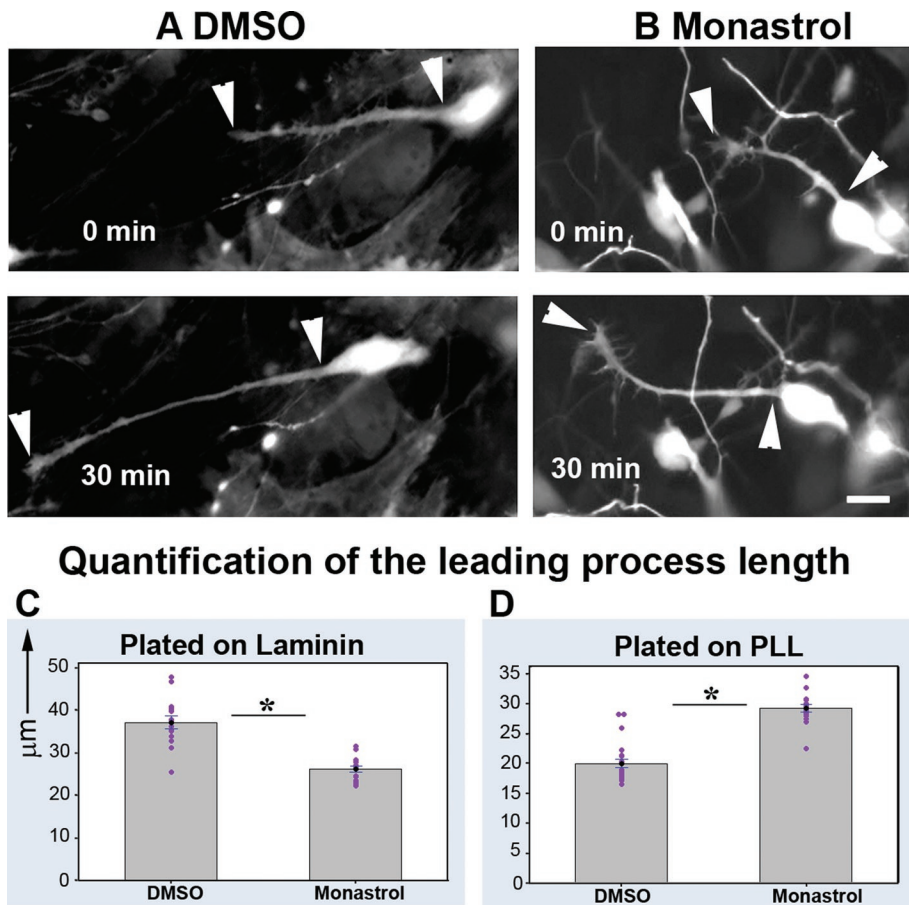 A DMSO
B Monastrol
0 min
0 min
30 min
30 min
Quantification of the leading process length
C
D
Plated on Laminin
Plated on PLL
μm
50
40
30
20
10
0
35
30
25
20
15
10
5
0
*
*
DMSO
Monastrol
DMSO
Monastrol